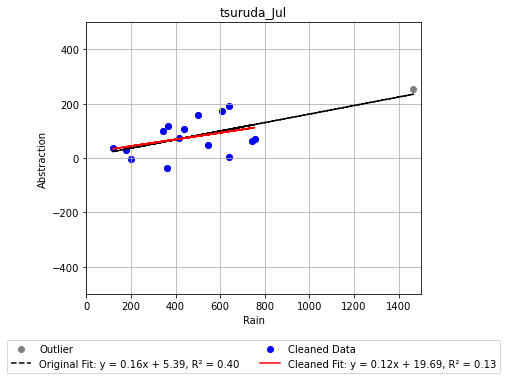 tsuruda_Jul
400
200
0
−200
−400
Abstraction
0 200 400 600 800 1000 1200 1400
Rain
Outlier Cleaned Data
Original Fit: y = 0.16x + 5.39, R² = 0.40 Cleaned Fit: y = 0.12x + 19.69, R² = 0.13